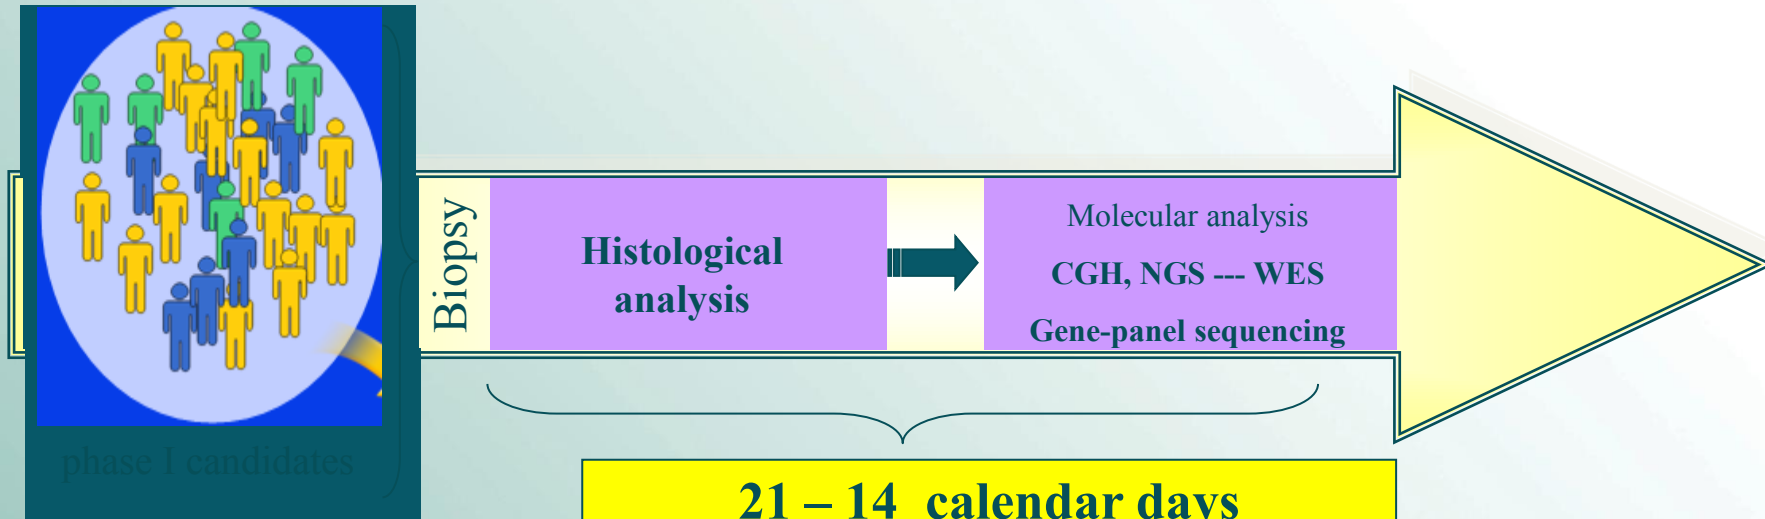 phase I candidates
Biopsy
Histological
analysis
Molecular analysis
CGH, NGS --- WES
Gene-panel sequencing
21 – 14 calendar days